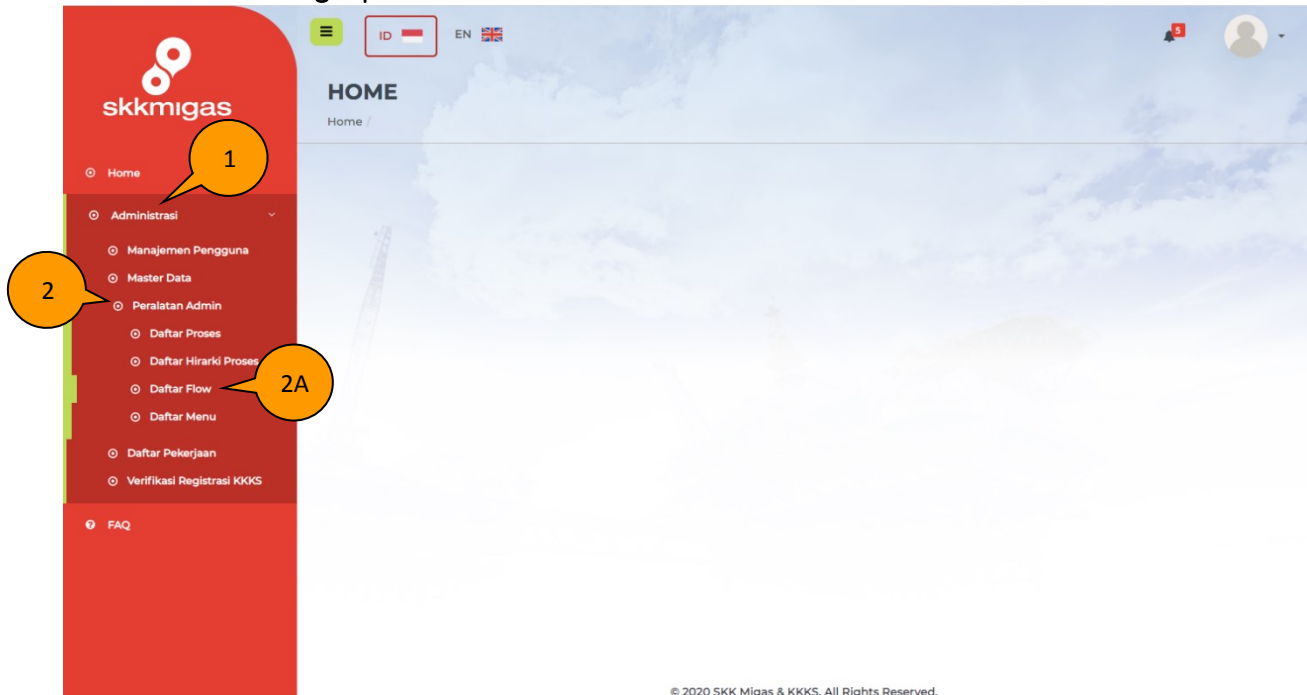 ID EN 5
skkmigas
HOME
Home /
1
Home
Administrasi
Manajemen Pengguna
Master Data
2
Peralatan Admin
Daftar Proses
Daftar Hirarki Proses
Daftar Flow
2A
Daftar Menu
Daftar Pekerjaan
Verifikasi Registrasi KKKS
? FAQ
© 2020 SKK Migas & KKKS. All Rights Reserved.